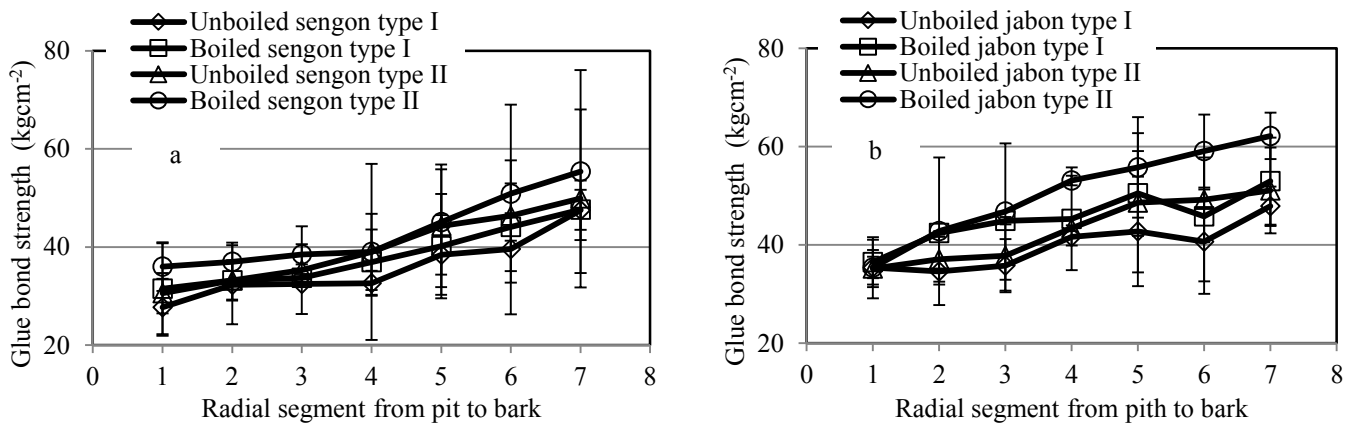 Unboiled sengon type I
Boiled sengon type I
Unboiled sengon type II
Boiled sengon type II
80
60
40
20
0 1 2 3 4 5 6 7 8
Glue bond strength (kgcm-2)
a
Radial segment from pit to bark
Unboiled jabon type I
Boiled jabon type I
Unboiled jabon type II
Boiled jabon type II
80
60
40
20
0 1 2 3 4 5 6 7 8
Glue bond strength (kgcm-2)
b
Radial segment from pith to bark